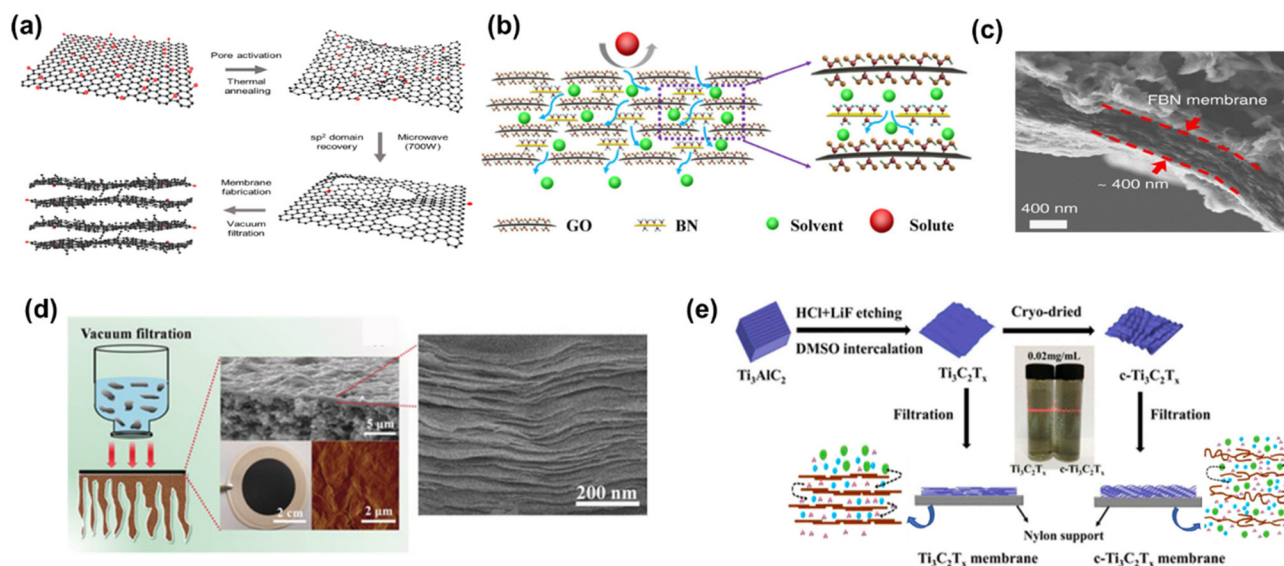 (a)
Pore activation
Thermal
annealing
sp² domain
recovery
Microwave
(700W)
Membrane
fabrication
Vacuum
filtration
(b)
Solute
GO
BN
Solvent
Solute
(c)
FBN membrane
~ 400 nm
400 nm
(d)
Vacuum filtration
5 μm
2 cm
2 μm
200 nm
(e)
HCl+LiF etching
DMSO intercalation
Cryo-dried
Ti₃AlC₂
Ti₃C₂Tₓ
c-Ti₃C₂Tₓ
0.02mg/mL
Filtration
Filtration
Ti₃C₂Tₓ
c-Ti₃C₂Tₓ
Nylon support
Ti₃C₂Tₓ membrane
c-Ti₃C₂Tₓ membrane